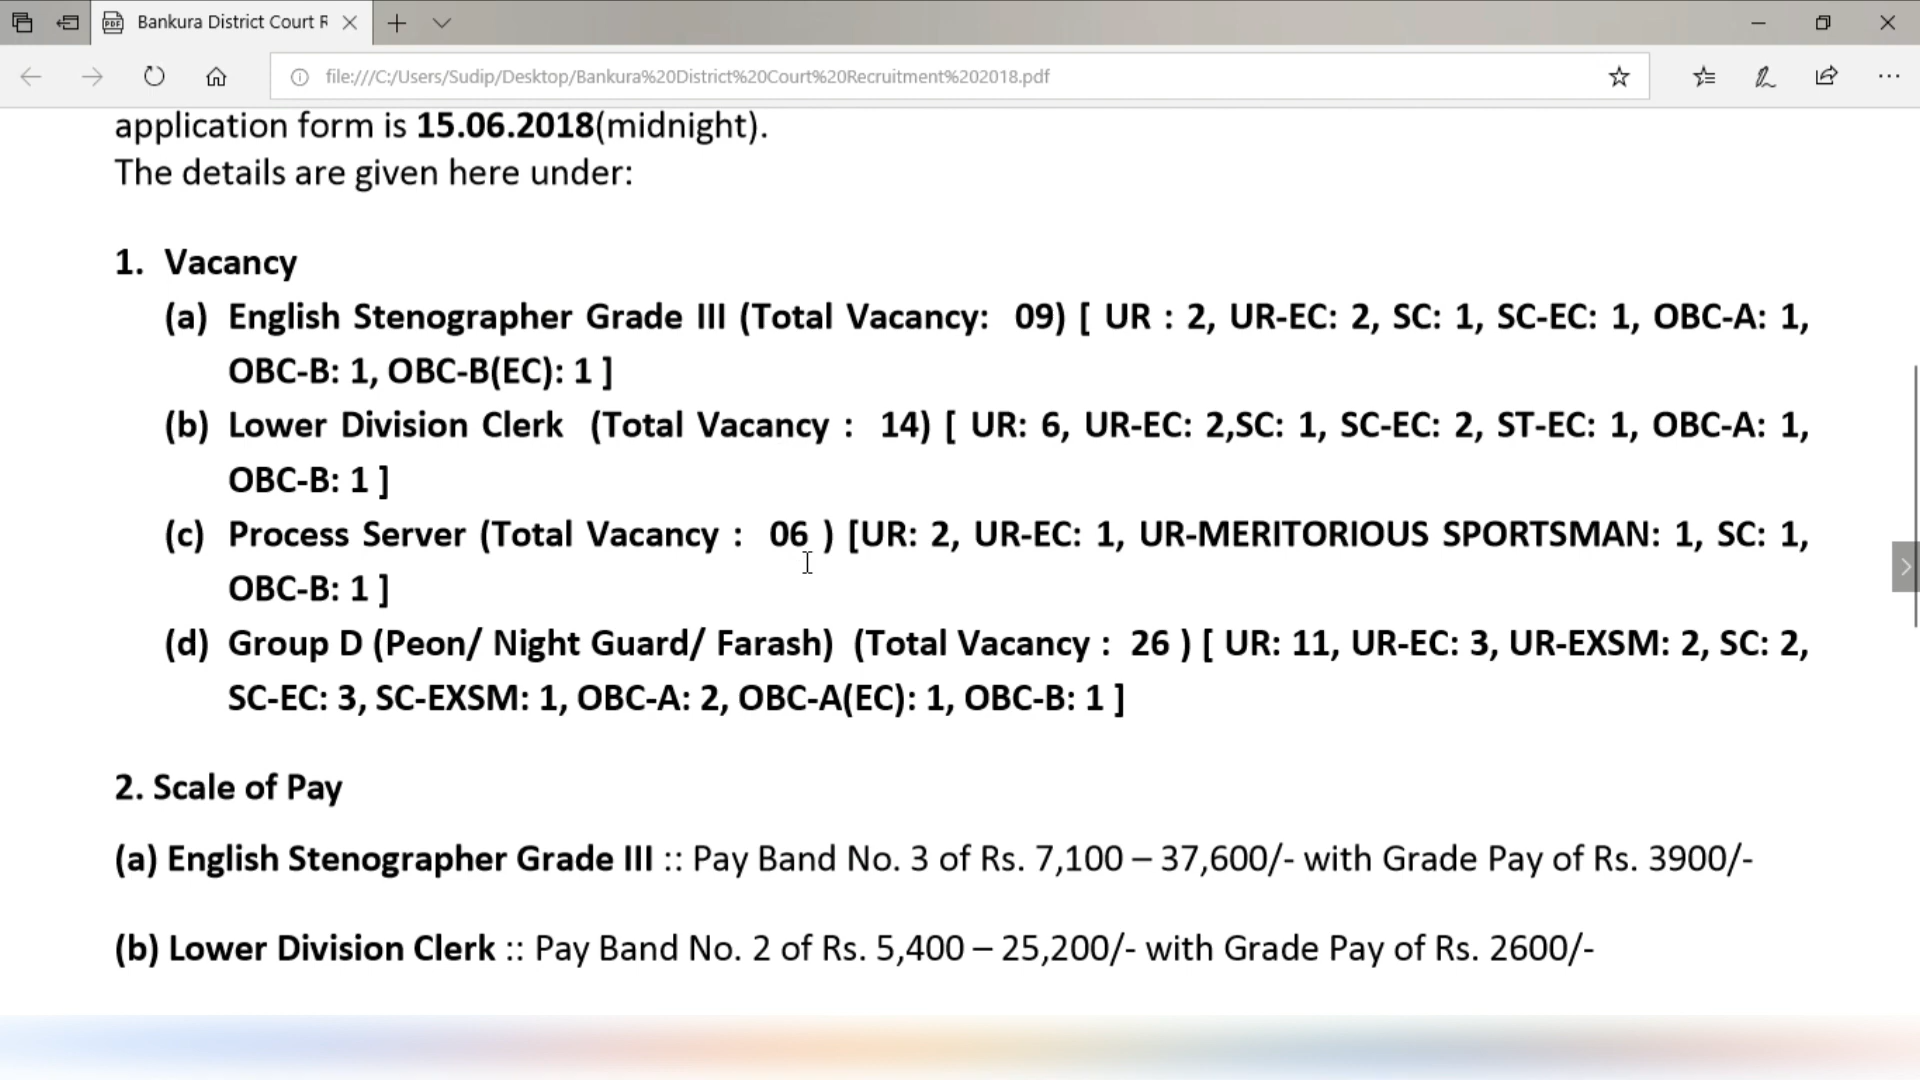 Bankura District Court R
file:///C:/Users/Sudip/Desktop/Bankura%20District%20Court%20Recruitment%202018.pdf
application form is 15.06.2018(midnight).
The details are given here under:
1. Vacancy
(a) English Stenographer Grade III (Total Vacancy: 09) [ UR : 2, UR-EC: 2, SC: 1, SC-EC: 1, OBC-A: 1,
OBC-B: 1, OBC-B(EC): 1 ]
(b) Lower Division Clerk (Total Vacancy : 14) [ UR: 6, UR-EC: 2,SC: 1, SC-EC: 2, ST-EC: 1, OBC-A: 1,
OBC-B: 1 ]
(c) Process Server (Total Vacancy : 06 ) [UR: 2, UR-EC: 1, UR-MERITORIOUS SPORTSMAN: 1, SC: 1,
OBC-B: 1 ]
(d) Group D (Peon/ Night Guard/ Farash) (Total Vacancy : 26 ) [ UR: 11, UR-EC: 3, UR-EXSM: 2, SC: 2,
SC-EC: 3, SC-EXSM: 1, OBC-A: 2, OBC-A(EC): 1, OBC-B: 1 ]
2. Scale of Pay
(a) English Stenographer Grade III :: Pay Band No. 3 of Rs. 7,100 – 37,600/- with Grade Pay of Rs. 3900/-
(b) Lower Division Clerk :: Pay Band No. 2 of Rs. 5,400 – 25,200/- with Grade Pay of Rs. 2600/-